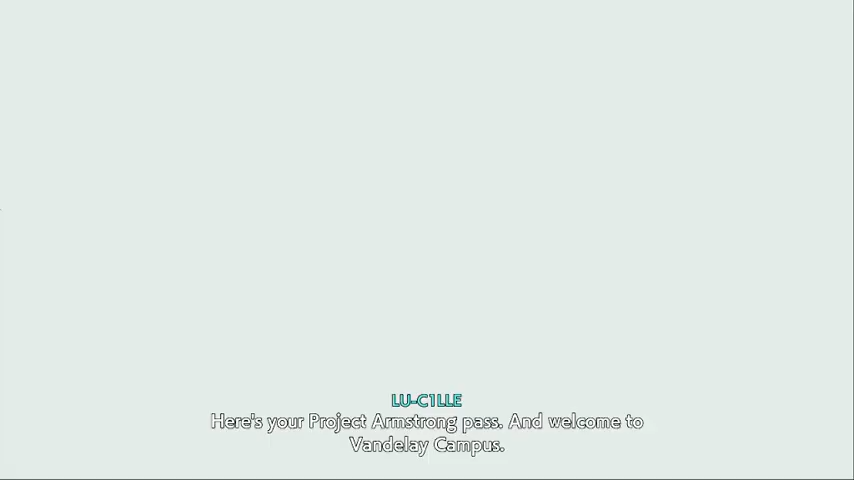 LU-C1LLE
Here's your Project Armstrong pass. And welcome to
Vandelay Campus.